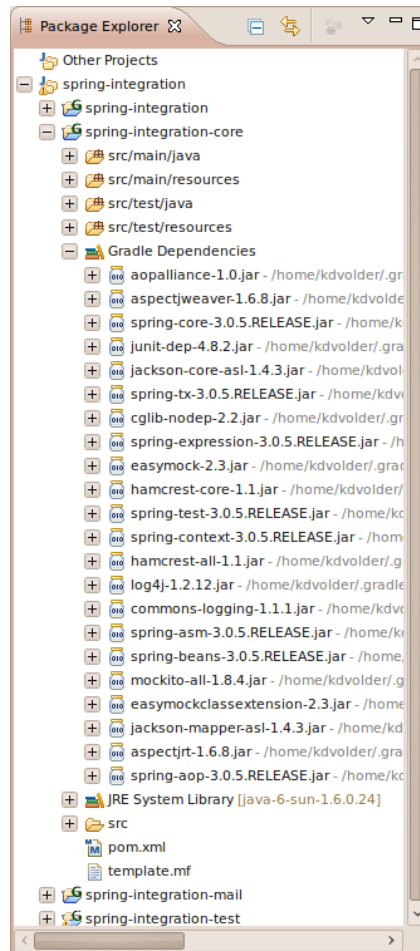 Package Explorer
Other Projects
spring-integration
spring-integration
spring-integration-core
src/main/java
src/main/resources
src/test/java
src/test/resources
Gradle Dependencies
aopalliance-1.0.jar - /home/kdvolder/.gr
aspectjweaver-1.6.8.jar - /home/kdvolde
spring-core-3.0.5.RELEASE.jar - /home/k
junit-dep-4.8.2.jar - /home/kdvolder/.gra
jackson-core-asl-1.4.3.jar - /home/kdvol
spring-tx-3.0.5.RELEASE.jar - /home/kdv
cglib-nodep-2.2.jar - /home/kdvolder/.gr
spring-expression-3.0.5.RELEASE.jar - /h
easymock-2.3.jar - /home/kdvolder/.grad
hamcrest-core-1.1.jar - /home/kdvolder/
spring-test-3.0.5.RELEASE.jar - /home/k
spring-context-3.0.5.RELEASE.jar - /hom
hamcrest-all-1.1.jar - /home/kdvolder/.g
log4j-1.2.12.jar - /home/kdvolder/.gradle
commons-logging-1.1.1.jar - /home/kdv
spring-asm-3.0.5.RELEASE.jar - /home/k
spring-beans-3.0.5.RELEASE.jar - /home/
mockito-all-1.8.4.jar - /home/kdvolder/.g
easymockclassextension-2.3.jar - /home
jackson-mapper-asl-1.4.3.jar - /home/kd
aspectjrt-1.6.8.jar - /home/kdvolder/.gra
spring-aop-3.0.5.RELEASE.jar - /home/kd
JRE System Library [java-6-sun-1.6.0.24]
src
pom.xml
template.mf
spring-integration-mail
spring-integration-test